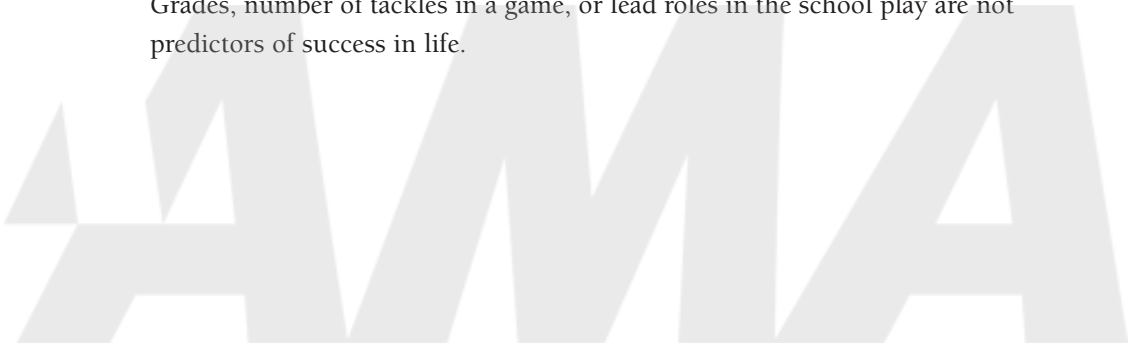 Grades, number of tackles in a game, or lead roles in the school play are not
predictors of success in life.
AMA